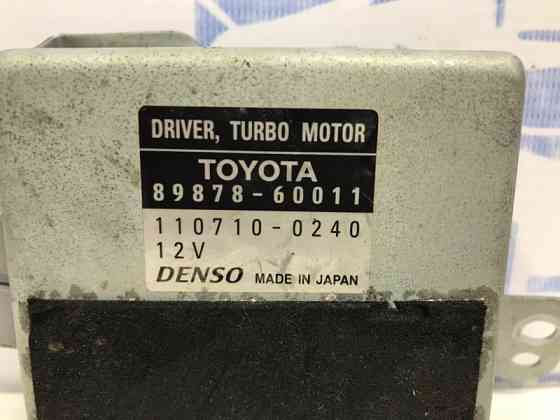 DRIVER, TURBO MOTOR
TOYOTA
89878-60011
110710-0240
12V
DENSO MADE IN JAPAN